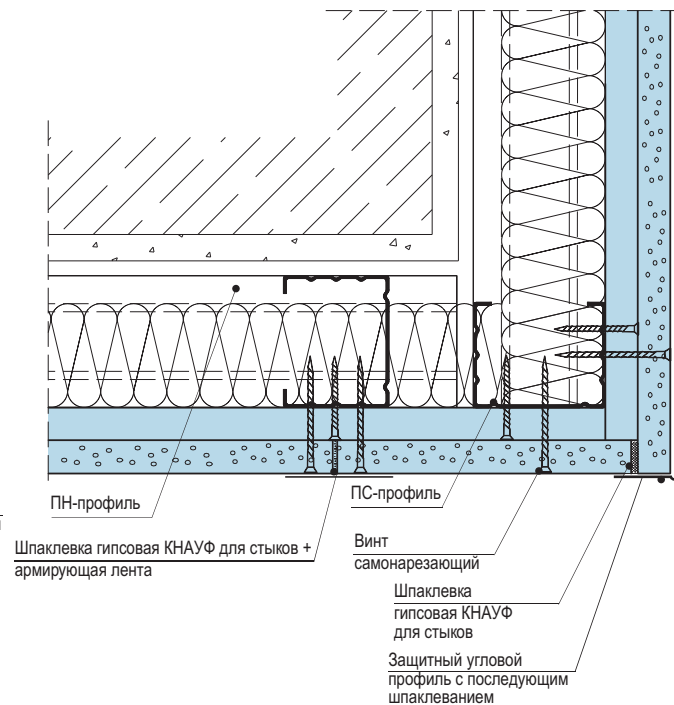 ПН-профиль
ПС-профиль
Шпаклевка гипсовая КНАУФ для стыков +
армирующая лента
Винт
самонарезающий
Шпаклевка
гипсовая КНАУФ
для стыков
Защитный угловой
профиль с последующим
шпаклеванием